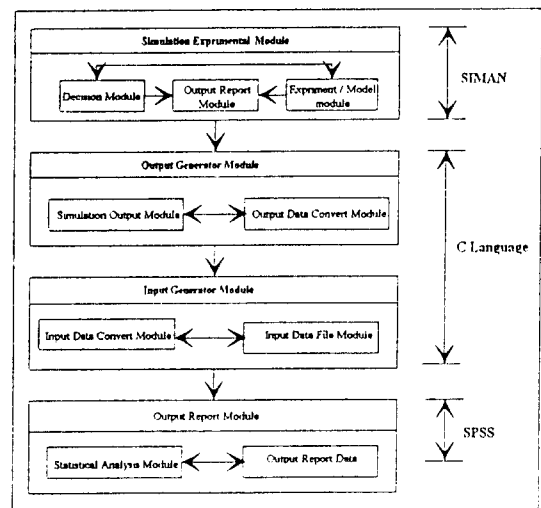 Simulation Exprimental Module
Decision Module
Output Report
Module
Exprment / Model
module
SIMAN
Output Generator Module
Simulation Output Module
Output Data Convert Module
C Language
Input Generator Module
Input Data Convert Module
Input Data File Module
Output Report Module
Statistical Analysis Module
Output Report Data
SPSS